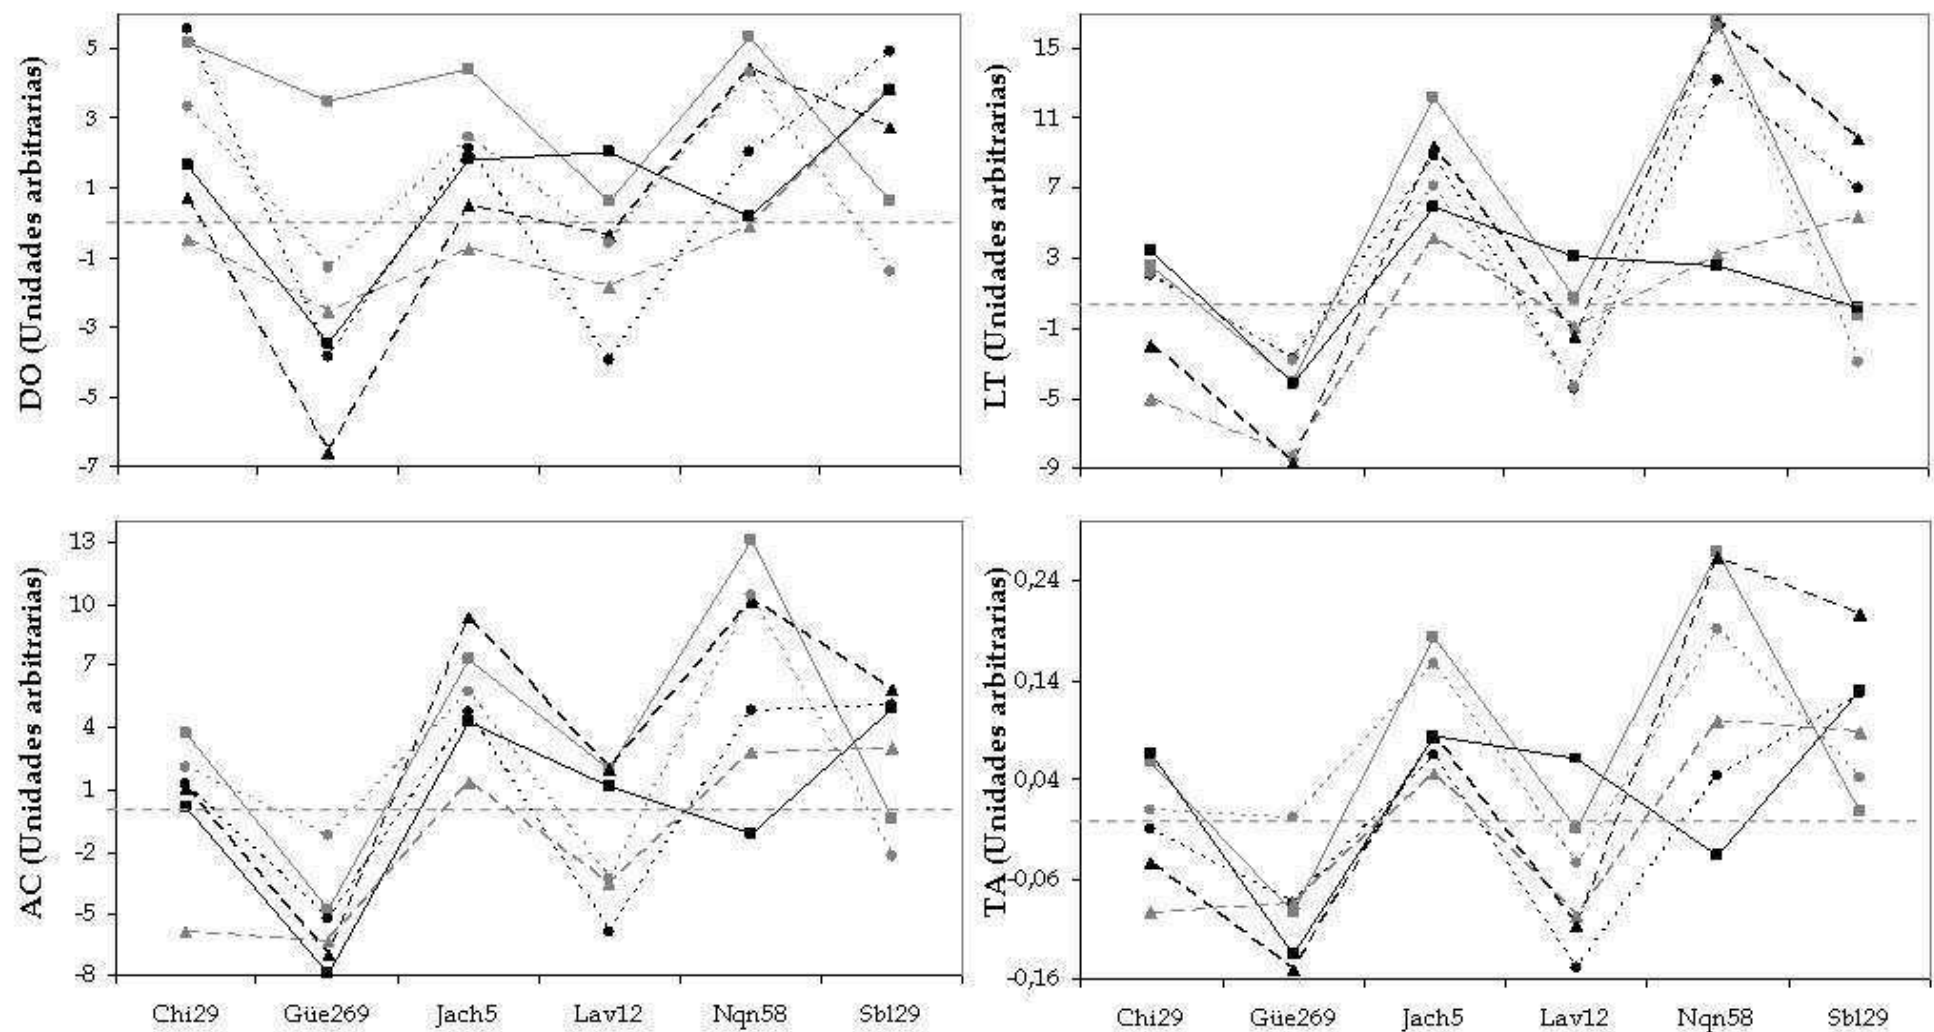 DO (Unidades arbitrarias)
5
3
1
-1
-3
-5
-7
LT (Unidades arbitrarias)
15
11
7
3
-1
-5
-9
AC (Unidades arbitrarias)
13
10
7
4
1
-2
-5
-8
Chi29
Güe269
Jach5
Lav12
Nqn58
Sbl29
TA (Unidades arbitrarias)
0,24
0,14
0,04
-0,06
-0,16
Chi29
Güe269
Jach5
Lav12
Nqn58
Sbl29